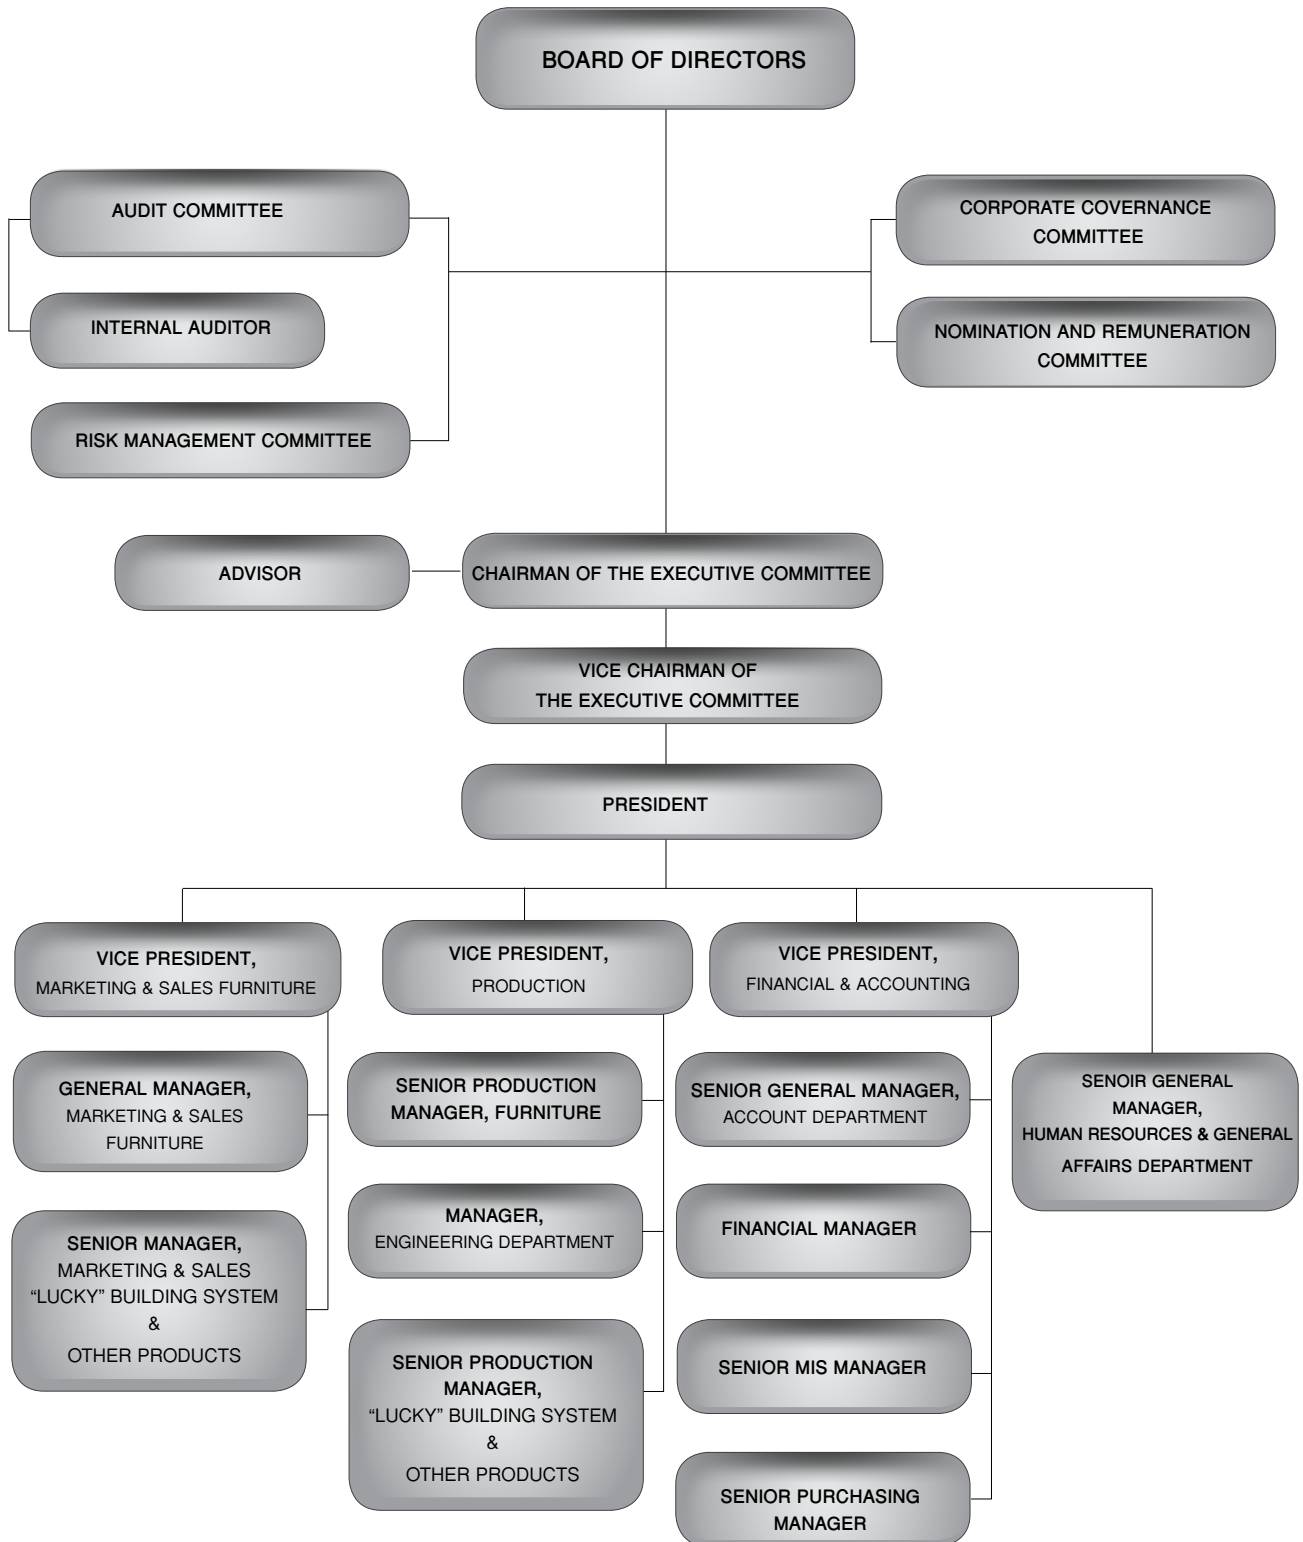 BOARD OF DIRECTORS
AUDIT COMMITTEE
INTERNAL AUDITOR
RISK MANAGEMENT COMMITTEE
CORPORATE COVERNANCE
COMMITTEE
NOMINATION AND REMUNERATION
COMMITTEE
ADVISOR
CHAIRMAN OF THE EXECUTIVE COMMITTEE
VICE CHAIRMAN OF
THE EXECUTIVE COMMITTEE
PRESIDENT
VICE PRESIDENT,
MARKETING & SALES FURNITURE
GENERAL MANAGER,
MARKETING & SALES
FURNITURE
SENIOR MANAGER,
MARKETING & SALES
“LUCKY” BUILDING SYSTEM
&
OTHER PRODUCTS
VICE PRESIDENT,
PRODUCTION
SENIOR PRODUCTION
MANAGER, FURNITURE
MANAGER,
ENGINEERING DEPARTMENT
SENIOR PRODUCTION
MANAGER,
“LUCKY” BUILDING SYSTEM
&
OTHER PRODUCTS
VICE PRESIDENT,
FINANCIAL & ACCOUNTING
SENIOR GENERAL MANAGER,
ACCOUNT DEPARTMENT
FINANCIAL MANAGER
SENIOR MIS MANAGER
SENIOR PURCHASING
MANAGER
SENOIR GENERAL
MANAGER,
HUMAN RESOURCES & GENERAL
AFFAIRS DEPARTMENT